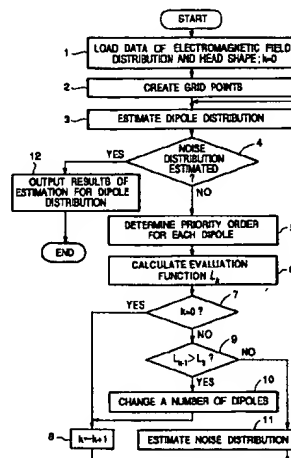 START
1
LOAD DATA OF ELECTROMAGNETIC FIELD
DISTRIBUTION AND HEAD SHAPE; k=0
2
CREATE GRID POINTS
3
ESTIMATE DIPOLE DISTRIBUTION
4
YES
NOISE
DISTRIBUTION
ESTIMATED
?
12
OUTPUT RESULTS OF
ESTIMATION FOR DIPOLE
DISTRIBUTION
NO
END
DETERMINE PRIORITY ORDER
FOR EACH DIPOLE
CALCULATE EVALUATION
FUNCTION Lk
6
YES
k=0 ?
7
NO
9
?
NO
YES
10
CHANGE A NUMBER OF DIPOLES
11
8
k←k+1
ESTIMATE NOISE DISTRIBUTION